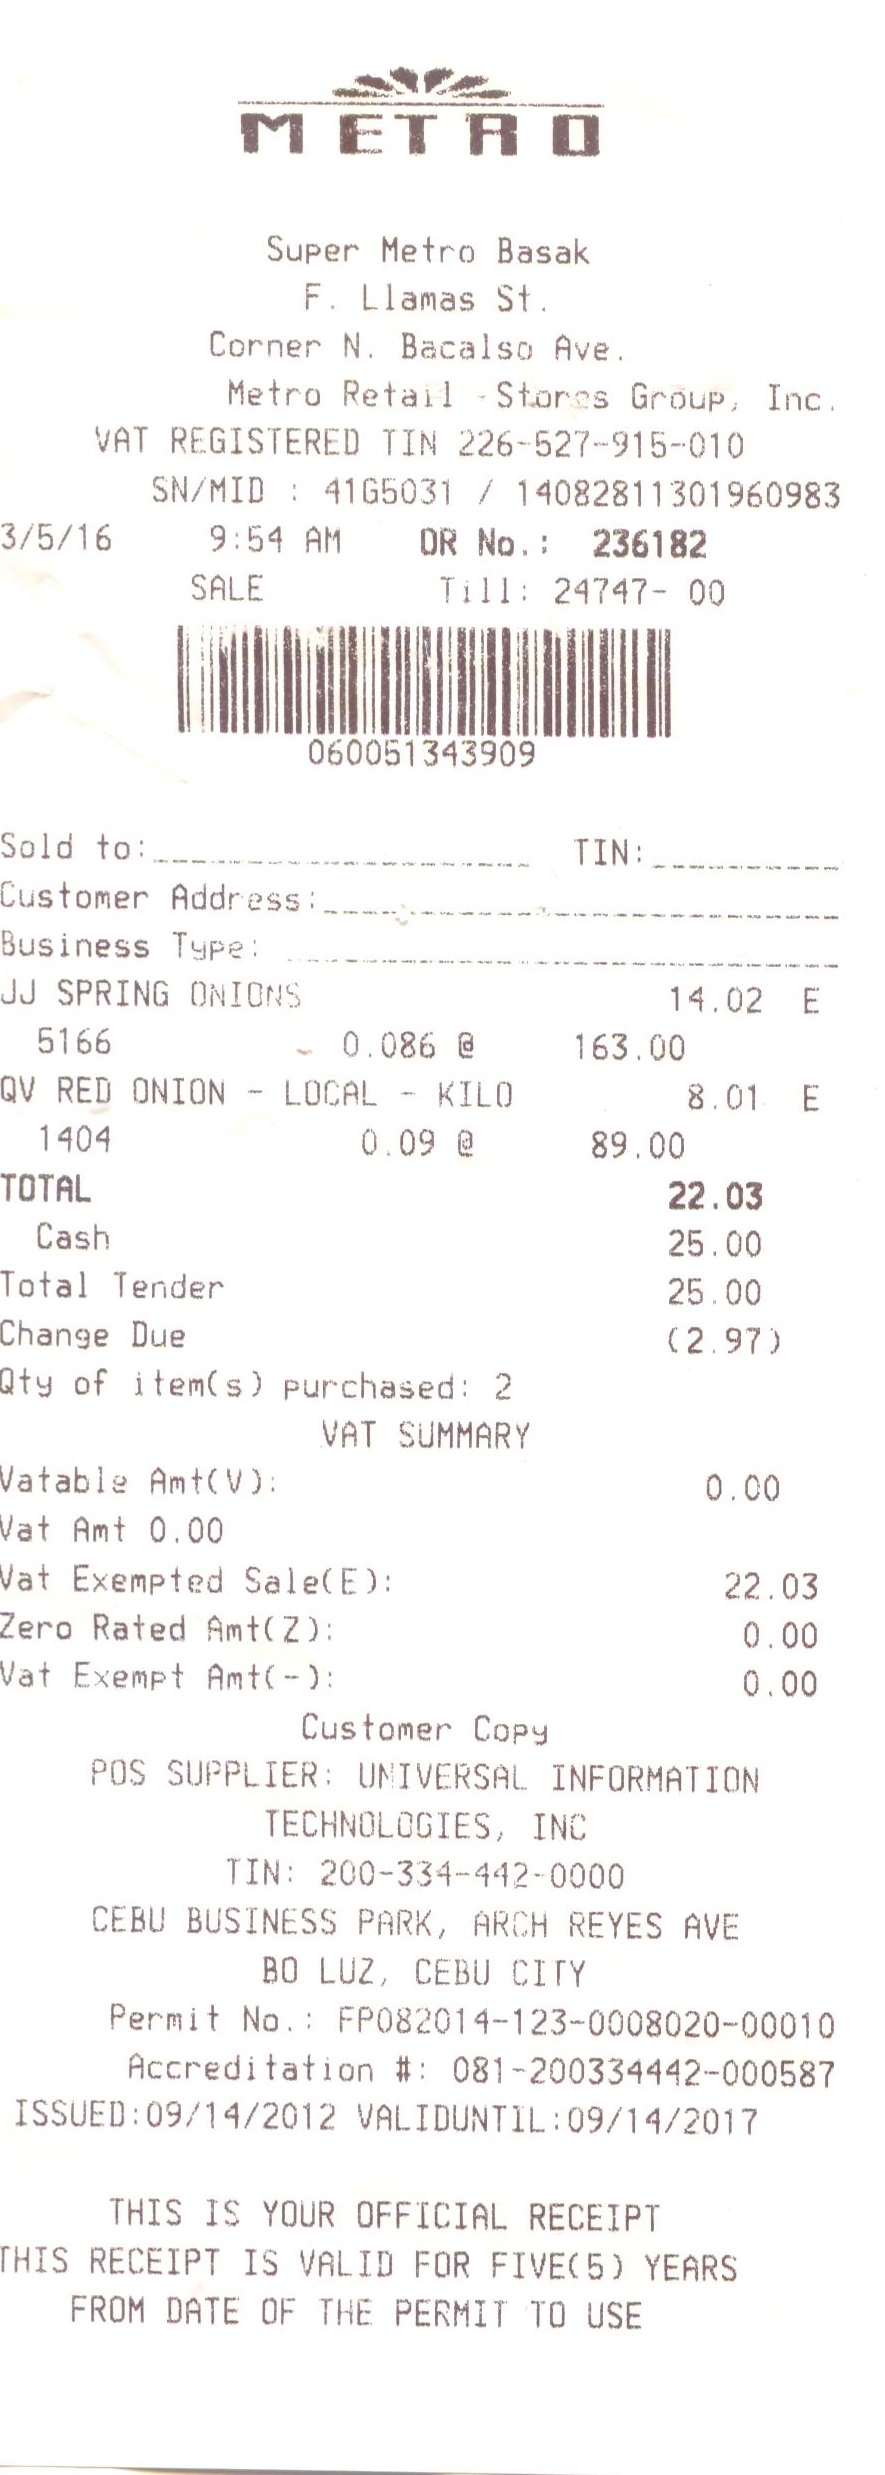 METRO
Super Metro Basak
F. Llamas St.
Corner N. Bacalso Ave.
Metro Retail Stores Group, Inc.
VAT REGISTERED TIN 226-527-915-010
SN/MID : 41G5031 / 14082811301960983
3/5/16 9:54 AM OR No.: 236182
SALE Till: 24747- 00
060051343909
Sold to:____________________ TIN:__________
Customer Address:___________________________
Business Type: _____________________________
JJ SPRING ONIONS 14.02 E
5166 0.086 @ 163.00
QV RED ONION - LOCAL - KILO 8.01 E
1404 0.09 @ 89.00
TOTAL 22.03
Cash 25.00
Total Tender 25.00
Change Due (2.97)
Qty of item(s) purchased: 2
VAT SUMMARY
Vatable Amt(V): 0.00
Vat Amt 0.00
Vat Exempted Sale(E): 22.03
Zero Rated Amt(Z): 0.00
Vat Exempt Amt(-): 0.00
Customer Copy
POS SUPPLIER: UNIVERSAL INFORMATION
TECHNOLOGIES, INC
TIN: 200-334-442-0000
CEBU BUSINESS PARK, ARCH REYES AVE
BO LUZ, CEBU CITY
Permit No.: FP082014-123-0008020-00010
Accreditation #: 081-200334442-000587
ISSUED:09/14/2012 VALIDUNTIL:09/14/2017
THIS IS YOUR OFFICIAL RECEIPT
THIS RECEIPT IS VALID FOR FIVE(5) YEARS
FROM DATE OF THE PERMIT TO USE